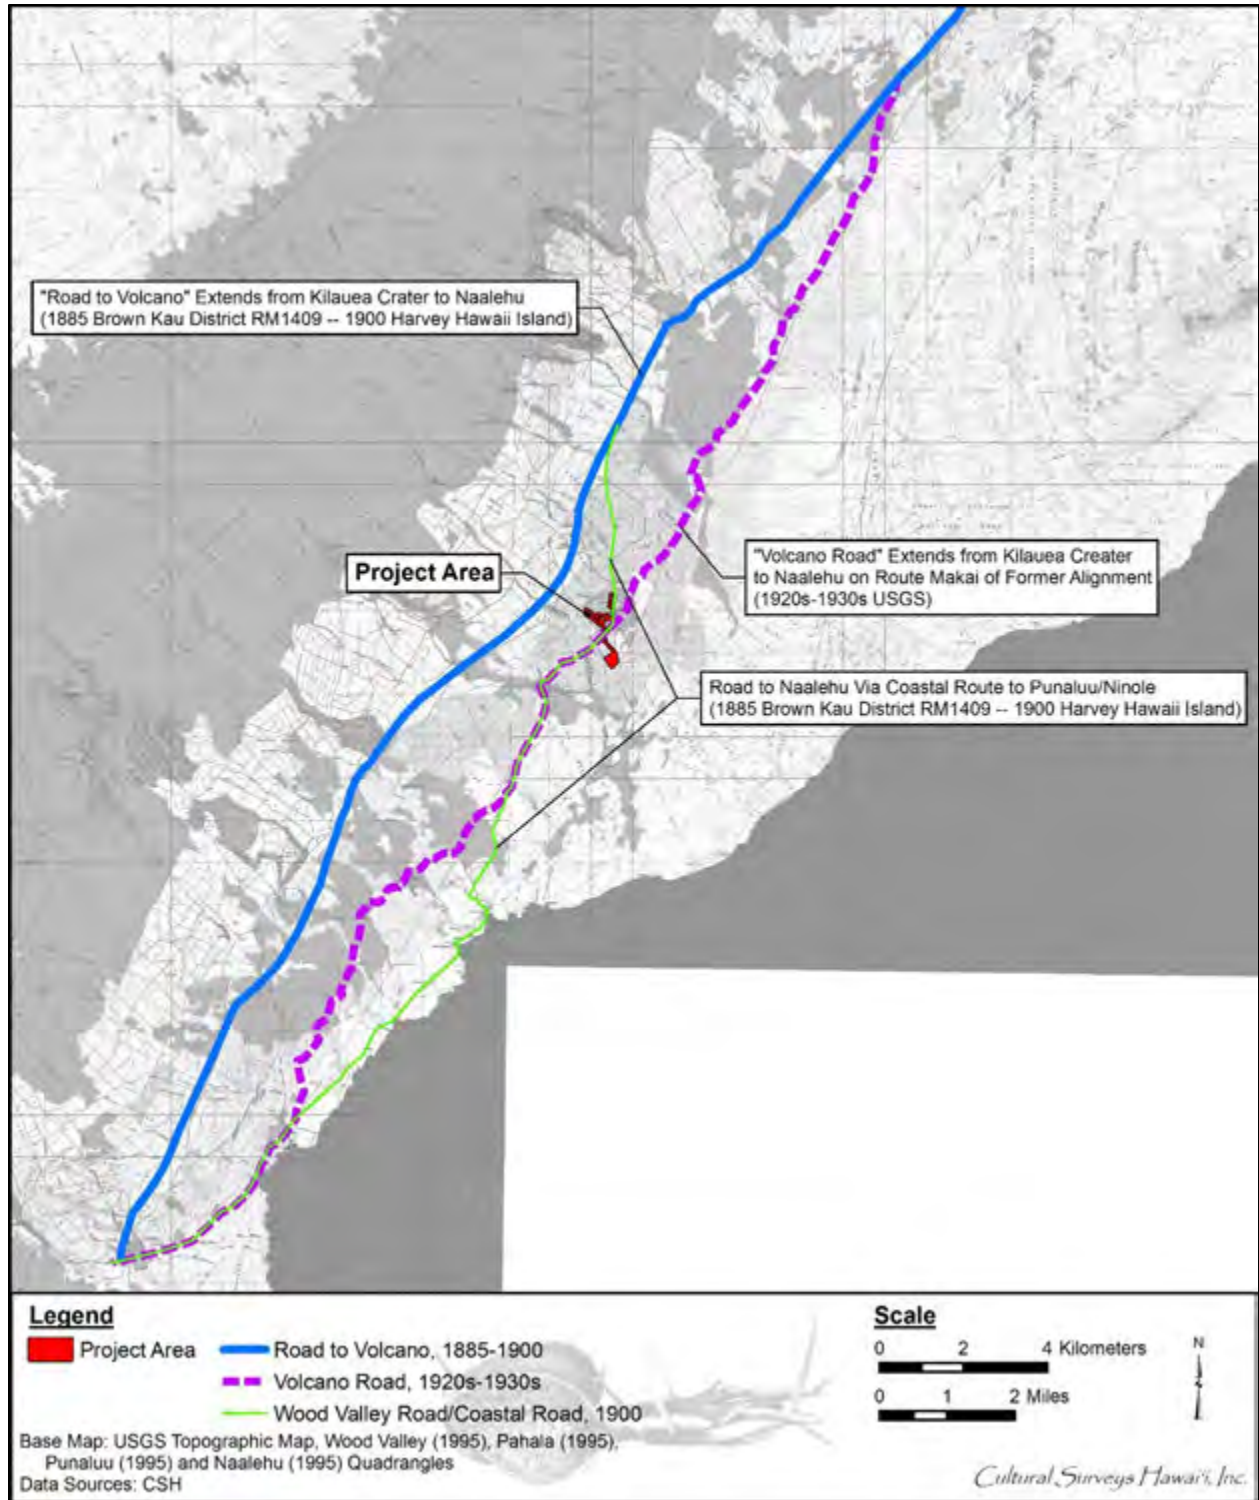 "Road to Volcano" Extends from Kilauea Crater to Naalehu
(1885 Brown Kau District RM1409 -- 1900 Harvey Hawaii Island)
Project Area
"Volcano Road" Extends from Kilauea Creater
to Naalehu on Route Makai of Former Alignment
(1920s-1930s USGS)
Road to Naalehu Via Coastal Route to Punaluu/Ninole
(1885 Brown Kau District RM1409 -- 1900 Harvey Hawaii Island)
Legend
Project Area
Road to Volcano, 1885-1900
Volcano Road, 1920s-1930s
Wood Valley Road/Coastal Road, 1900
Base Map: USGS Topographic Map, Wood Valley (1995), Pahala (1995),
Punaluu (1995) and Naalehu (1995) Quadrangles
Data Sources: CSH
Scale
0 2 4 Kilometers
0 1 2 Miles
N
Cultural Surveys Hawai'i, Inc.